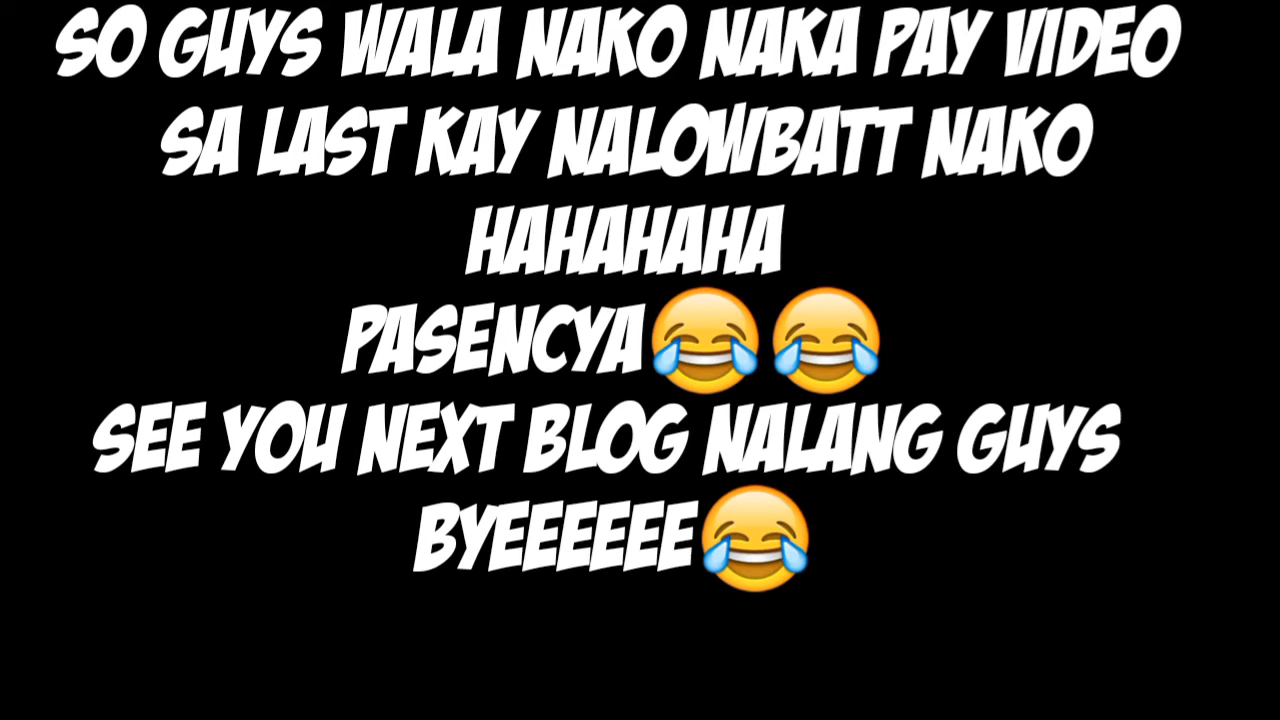 SO GUYS WALA NAKO NAKA PAY VIDEO
SA LAST KAY NALOWBATT NAKO
HAHAHAHA
PASENCYA😂😂
SEE YOU NEXT BLOG NALANG GUYS
BYEEEEEE😂